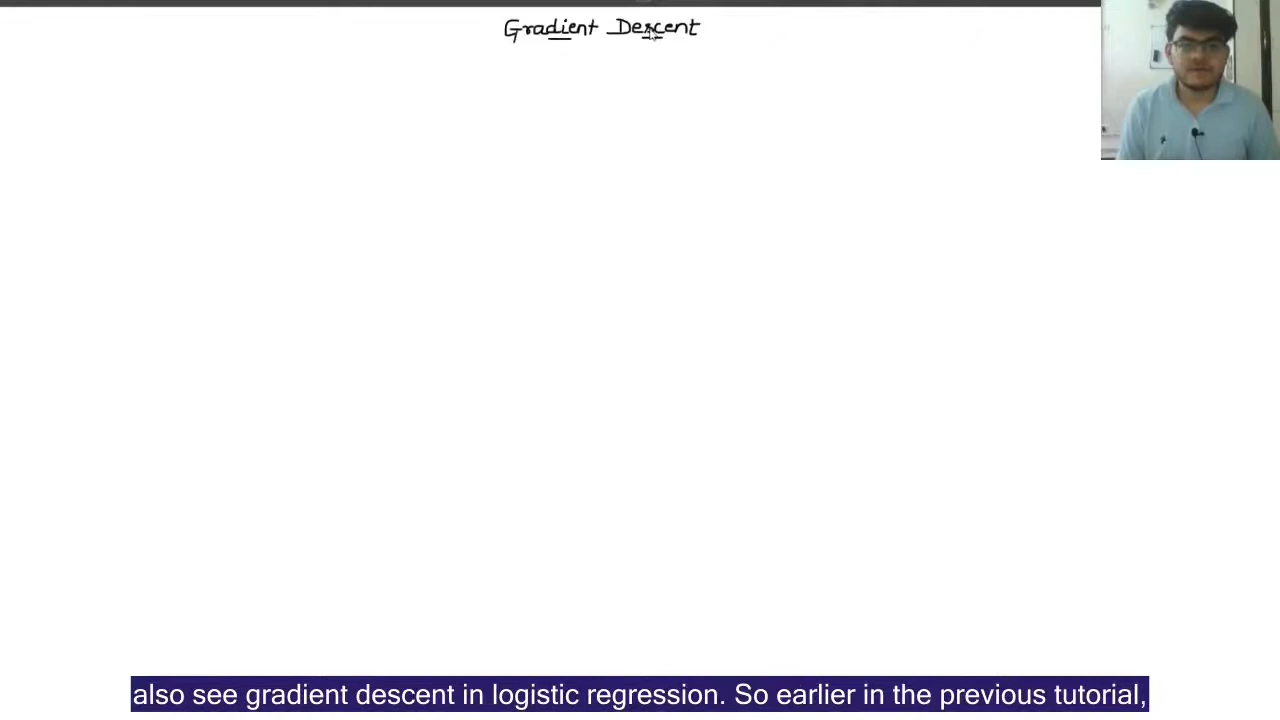 Gradient Descent
also see gradient descent in logistic regression. So earlier in the previous tutorial,